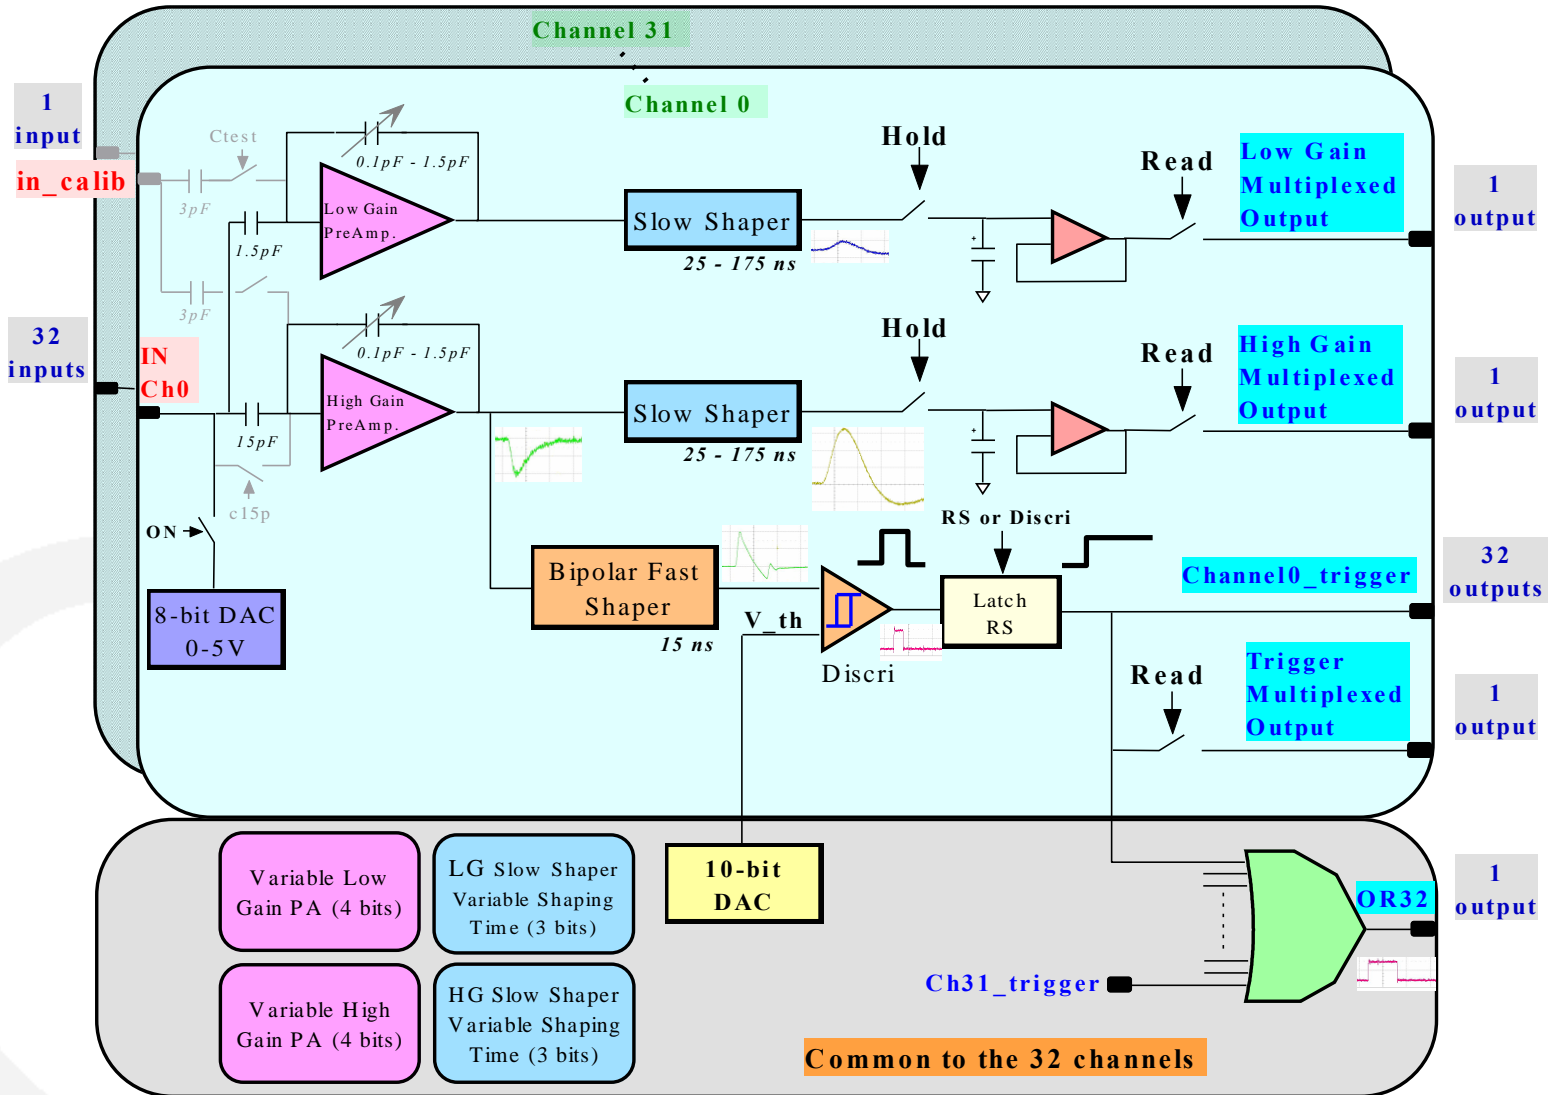 Channel 31
Channel 0
1
input
in_calib
Ctest
3pF
0.1pF - 1.5pF
Low Gain
PreAmp.
1.5pF
3pF
Slow Shaper
25 - 175 ns
Hold
Read
Low Gain
Multiplexed
Output
1
output
32
inputs
IN
Ch0
0.1pF - 1.5pF
High Gain
PreAmp.
15pF
c15p
Slow Shaper
25 - 175 ns
Hold
Read
High Gain
Multiplexed
Output
1
output
ON
8-bit DAC
0-5V
Bipolar Fast
Shaper
15 ns
V_th
Discri
RS or Discri
Latch
RS
Channel0_trigger
32
outputs
Read
Trigger
Multiplexed
Output
1
output
Variable Low
Gain PA (4 bits)
LG Slow Shaper
Variable Shaping
Time (3 bits)
10-bit
DAC
OR32
1
output
Variable High
Gain PA (4 bits)
HG Slow Shaper
Variable Shaping
Time (3 bits)
Ch31_trigger
Common to the 32 channels